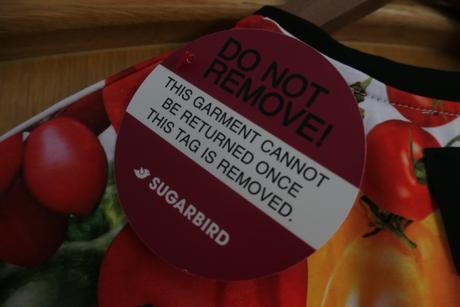 DO NOT
REMOVE!
THIS GARMENT CANNOT
BE RETURNED ONCE
THIS TAG IS REMOVED.
SUGARBIRD